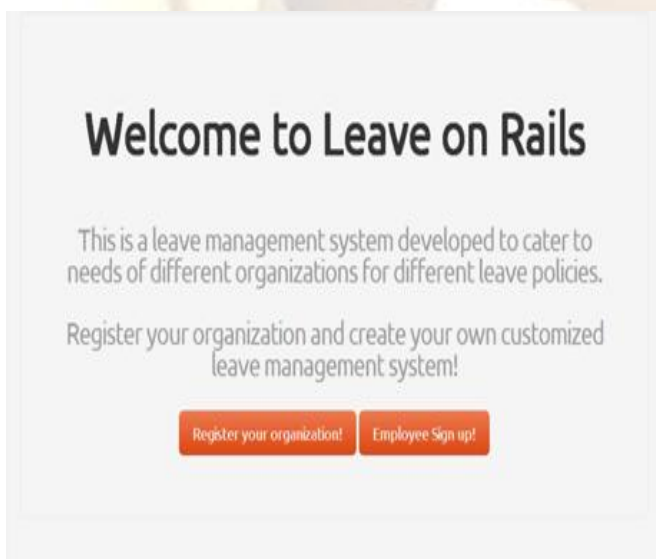 Welcome to Leave on Rails
This is a leave management system developed to cater to
needs of different organizations for different leave policies.
Register your organization and create your own customized
leave management system!
Register your organization! Employee Sign up!